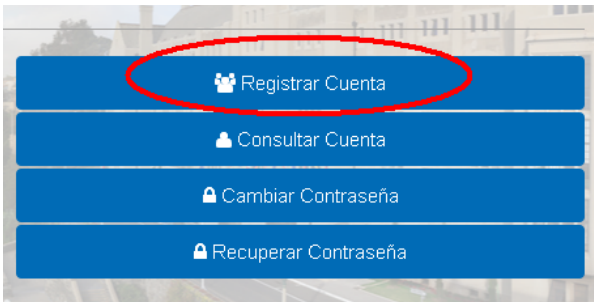 Registrar Cuenta
Consultar Cuenta
Cambiar Contraseña
Recuperar Contraseña